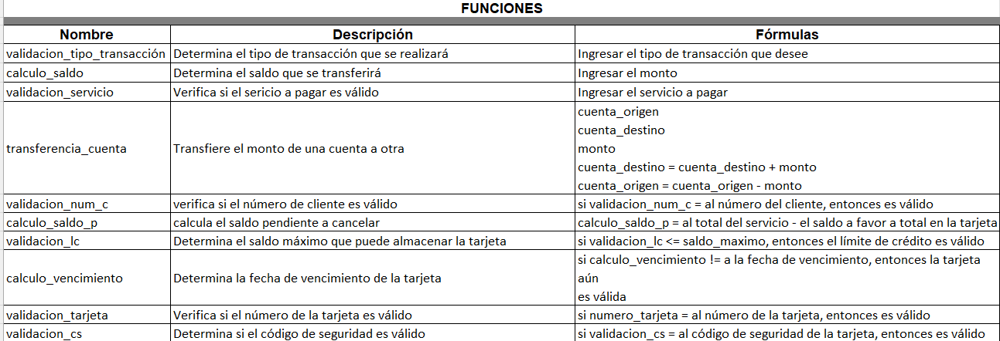 FUNCIONES
Nombre Descripción Fórmulas
validacion_tipo_transacción Determina el tipo de transacción que se realizará Ingresar el tipo de transacción que desee
calculo_saldo Determina el saldo que se transferirá Ingresar el monto
validacion_servicio Verifica si el sericio a pagar es válido Ingresar el servicio a pagar
transferencia_cuenta Transfiere el monto de una cuenta a otra
cuenta_origen
cuenta_destino
monto
cuenta_destino = cuenta_destino + monto
cuenta_origen = cuenta_origen - monto
validacion_num_c verifica si el número de cliente es válido si validacion_num_c = al número del cliente, entonces es válido
calculo_saldo_p calcula el saldo pendiente a cancelar calculo_saldo_p = al total del servicio - el saldo a favor a total en la tarjeta
validacion_lc Determina el saldo máximo que puede almacenar la tarjeta si validacion_lc <= saldo_maximo, entonces el límite de crédito es válido
calculo_vencimiento Determina la fecha de vencimiento de la tarjeta
si calculo_vencimiento != a la fecha de vencimiento, entonces la tarjeta
aún
es válida
validacion_tarjeta Verifica si el número de la tarjeta es válido si numero_tarjeta = al número de la tarjeta, entonces es válido
validacion_cs Determina si el código de seguridad es válido si validacion_cs = al código de seguridad de la tarjeta, entonces es válido